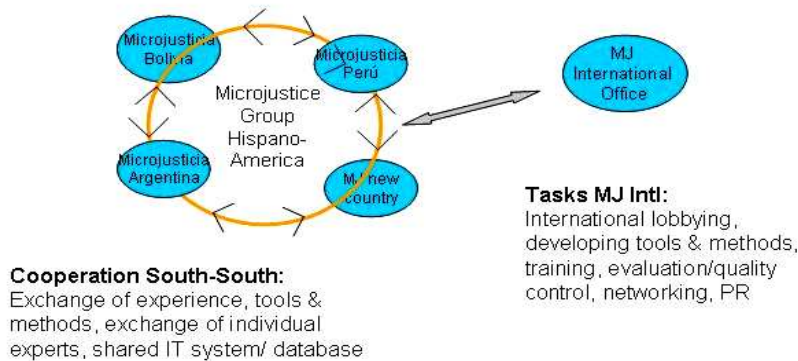 Microjusticia
Bolivia
Microjusticia
Perú
Microjustice
Group
Hispano-
America
Microjusticia
Argentina
MJ new
country
MJ
International
Office
Cooperation South-South:
Exchange of experience, tools &
methods, exchange of individual
experts, shared IT system/ database
Tasks MJ Intl:
International lobbying,
developing tools & methods,
training, evaluation/quality
control, networking, PR